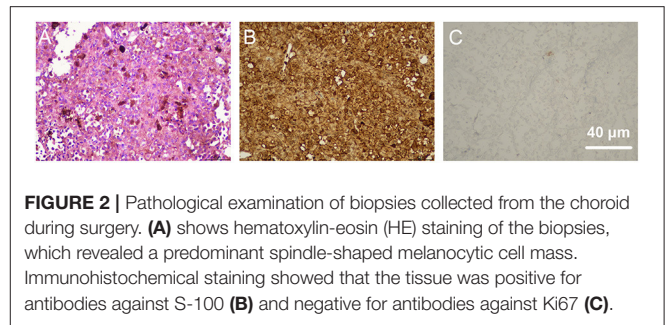 A
B
C
40 µm
FIGURE 2 | Pathological examination of biopsies collected from the choroid
during surgery. (A) shows hematoxylin-eosin (HE) staining of the biopsies,
which revealed a predominant spindle-shaped melanocytic cell mass.
Immunohistochemical staining showed that the tissue was positive for
antibodies against S-100 (B) and negative for antibodies against Ki67 (C).